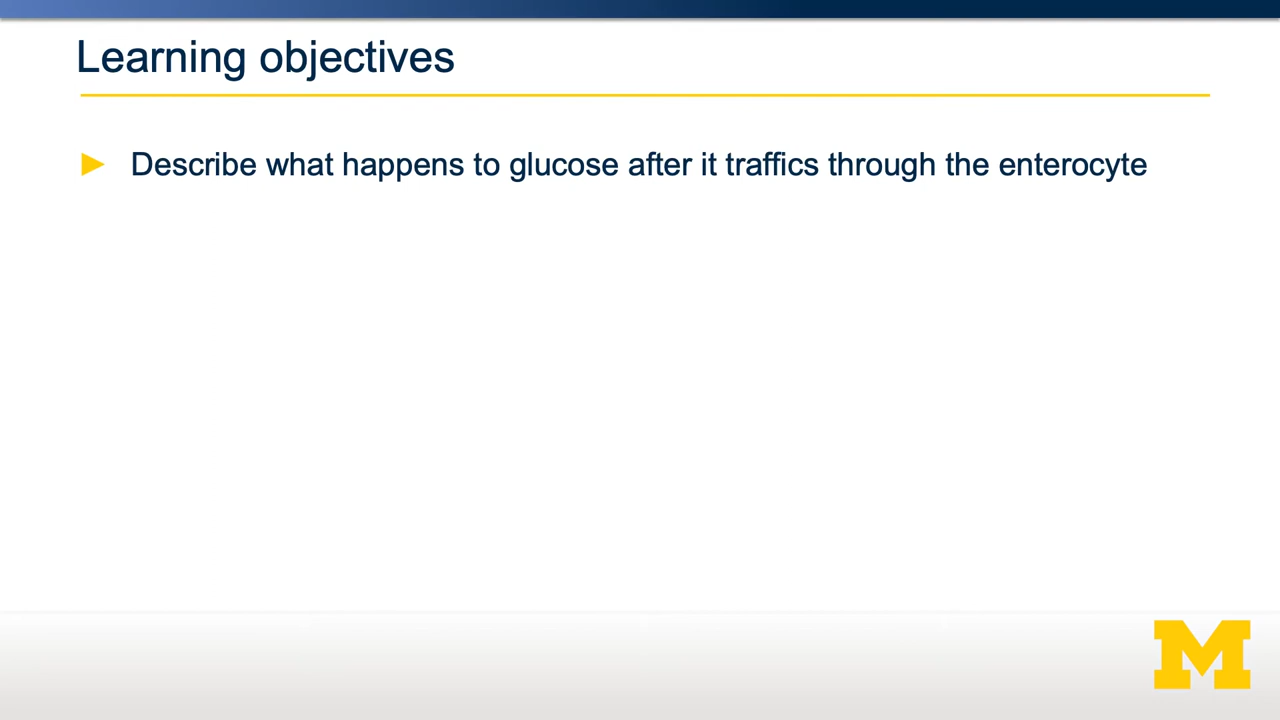 Learning objectives
Describe what happens to glucose after it traffics through the enterocyte
M